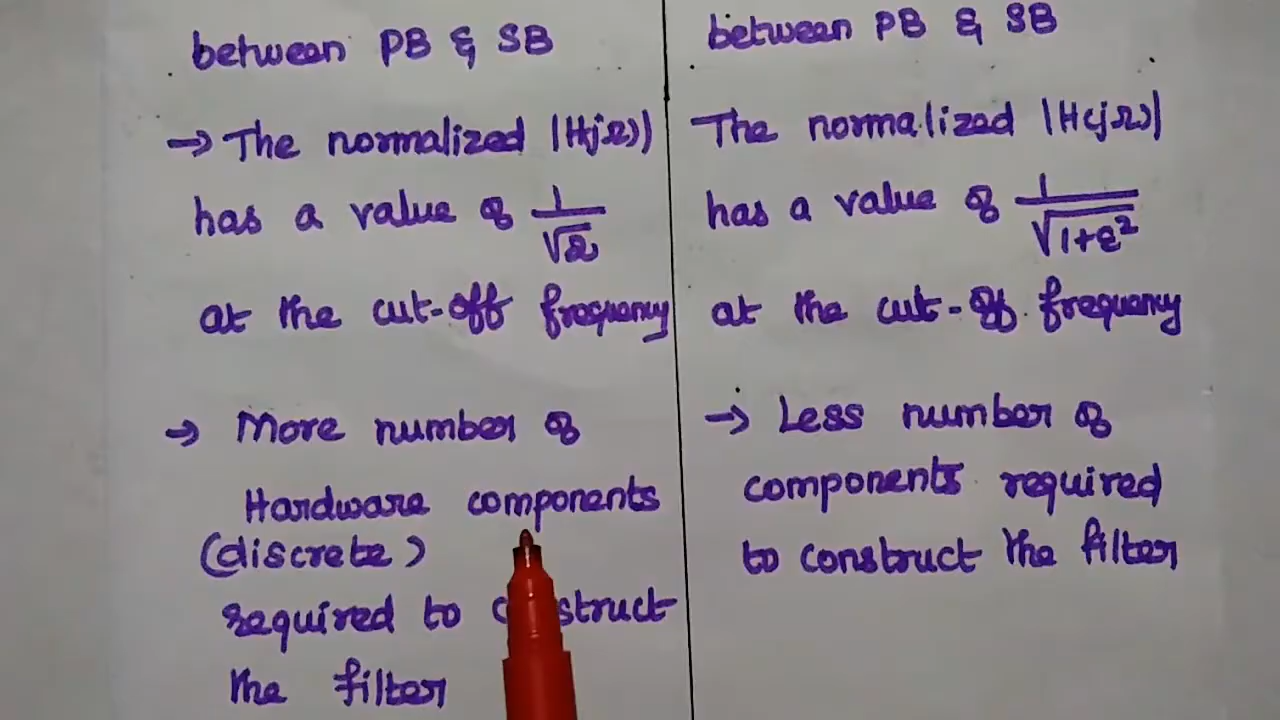 between PB & SB
→ The normalized |H(jΩ)|
has a value of 1/√2
at the cut-off frequency
→ More number of
Hardware components
(discrete)
required to struct
the filter
between PB & SB
The normalized |H(jΩ)|
has a value of 1/√(1+ε²)
at the cut-off frequency
→ Less number of
components required
to construct the filter